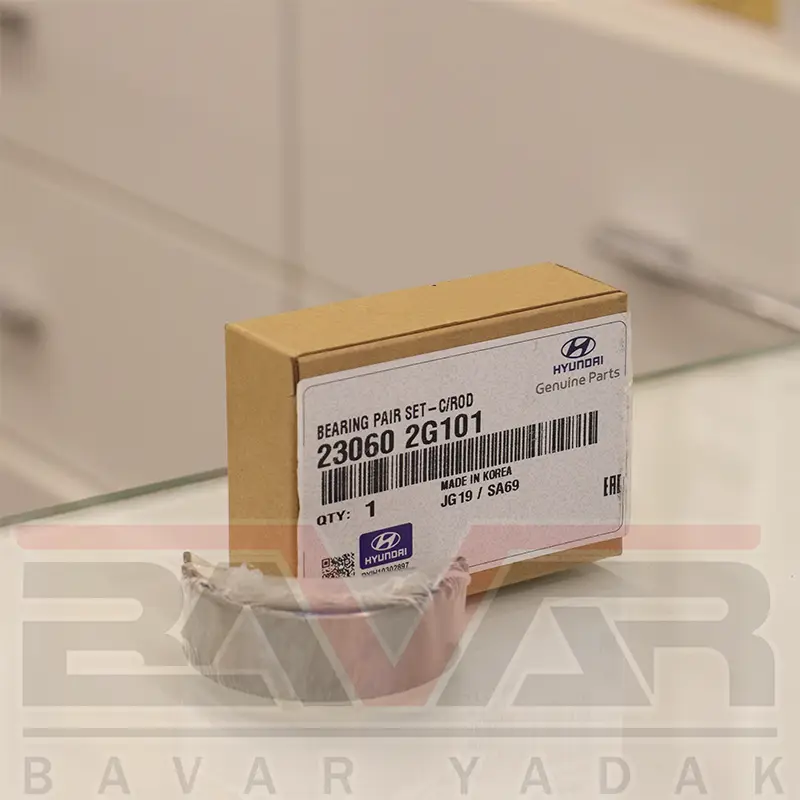 HYUNDAI
Genuine Parts
BEARING PAIR SET-C/ROD
23060 2G101
MADE IN KOREA
QTY: 1
JG19 / SA69
EAC
HYUNDAI
BAVAR
BAVAR YADAK